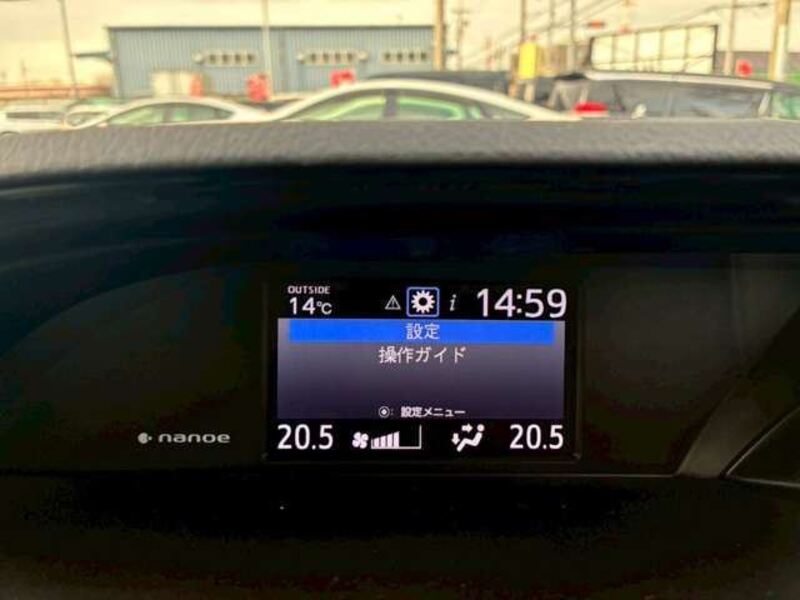 OUTSIDE
14℃
i
14:59
設定
操作ガイド
: 設定メニュー
nanoe
20.5
20.5